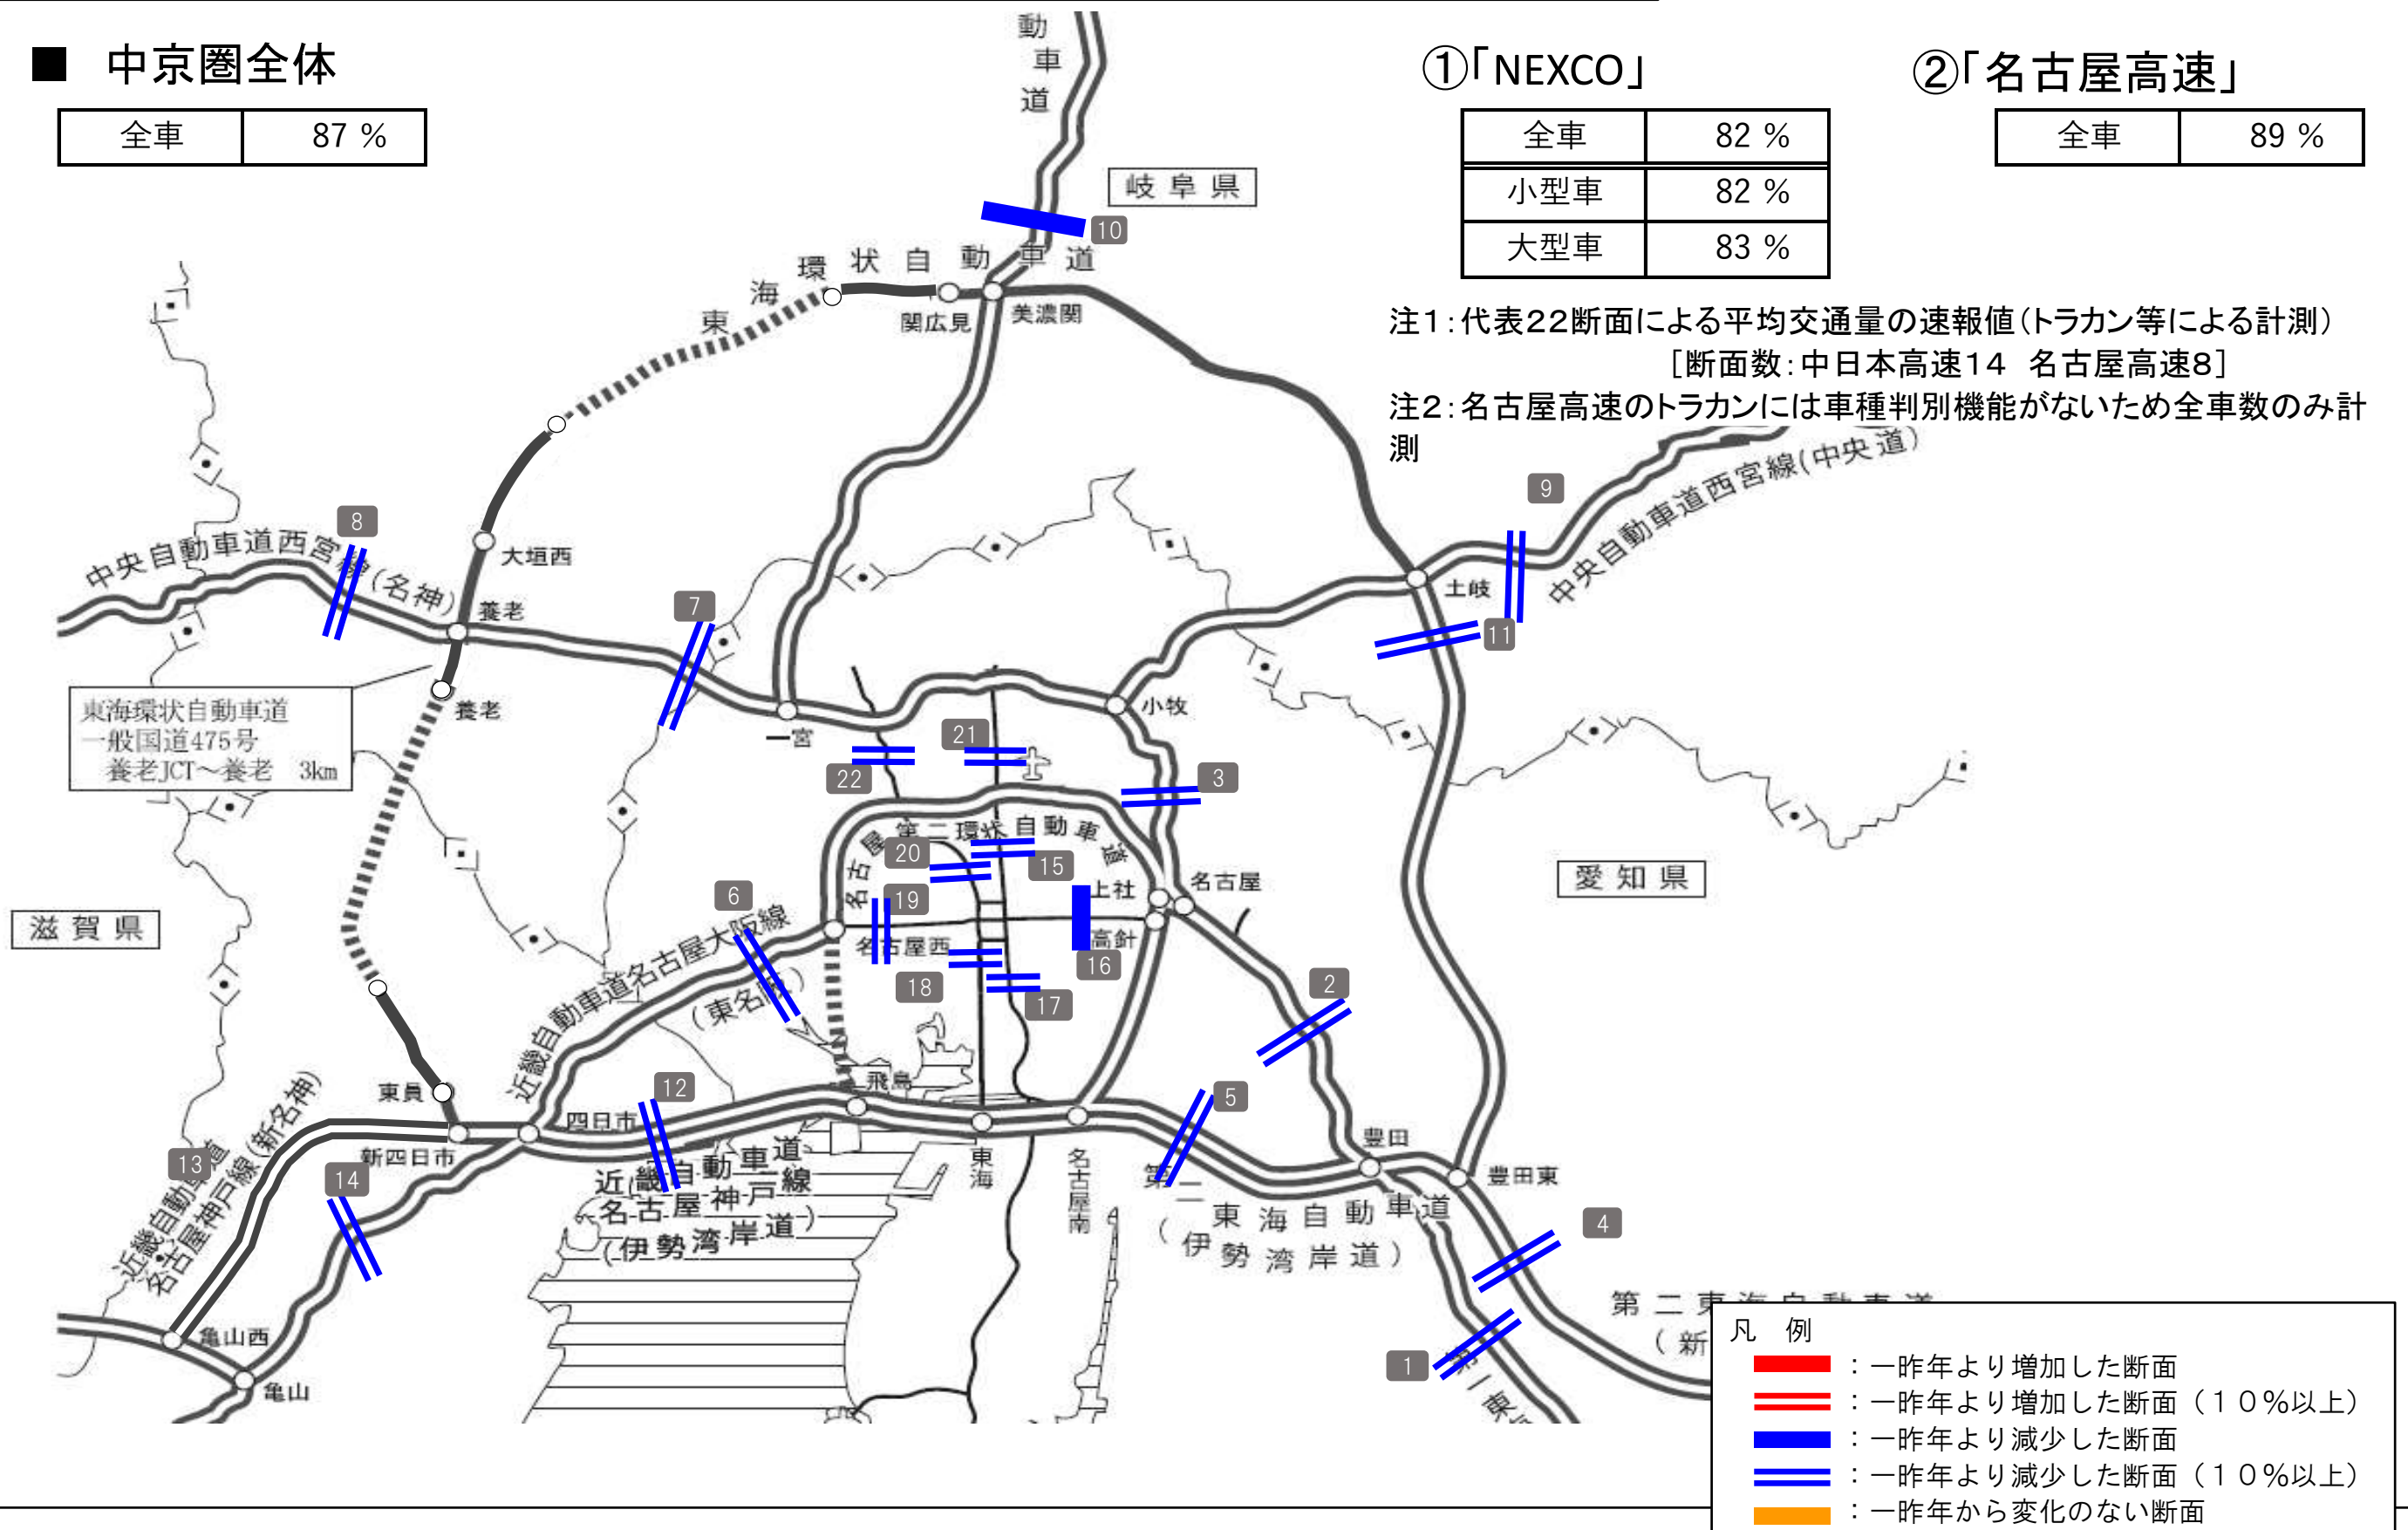 ■ 中京圏全体
全車 87 %
①「NEXCO」
全車 82 %
小型車 82 %
大型車 83 %
②「名古屋高速」
全車 89 %
注1：代表22断面による平均交通量の速報値（トラカン等による計測）
［断面数：中日本高速14 名古屋高速8］
注2：名古屋高速のトラカンには車種判別機能がないため全車数のみ計
測
動車道
岐阜県
10
東海環状自動車道
関広見
美濃関
9
中央自動車道西宮線(中央道)
8
中央自動車道西宮線(名神)
大垣西
養老
7
土岐
11
東海環状自動車道
一般国道475号
養老JCT～養老 3km
養老
一宮
小牧
21
22
3
名古屋第二環状自動車道
20
15
上社
名古屋
愛知県
滋賀県
6
19
名古屋西
高針
16
近畿自動車道名古屋大阪線
(東名阪)
18
17
2
東員
12
飛島
5
四日市
新四日市
13
14
近畿自動車道
名古屋神戸線(新名神)
近畿自動車道
名古屋神戸線
(伊勢湾岸道)
東海
名古屋南
豊田
豊田東
第二東海自動車道
(伊勢湾岸道)
4
亀山西
亀山
1
第二東海自動車道
(新
第一東
凡 例
：一昨年より増加した断面
：一昨年より増加した断面（１０％以上）
：一昨年より減少した断面
：一昨年より減少した断面（１０％以上）
：一昨年から変化のない断面